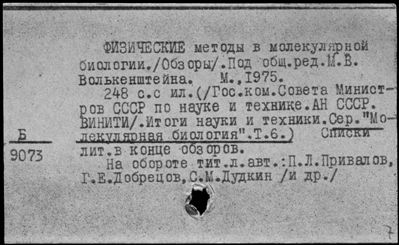 ФИЗИЧЕСКИЕ методы в молекулярной
биологии./Обзоры/.Под общ.ред.М.В.
Волькенштейна. М.,1975.
248 с.с ил.(/Гос.ком.Совета Минист-
ров СССР по науке и технике.АН СССР.
ВИНИТИ/.Итоги науки и техники.Сер."Мо-
Б лекулярная биология".Т.6.) Списки
9073 лит.в конце обзоров.
На обороте тит.л.авт.:П.Л.Привалов,
Г.Е.Добрецов,С.М.Дудкин /и др./
7